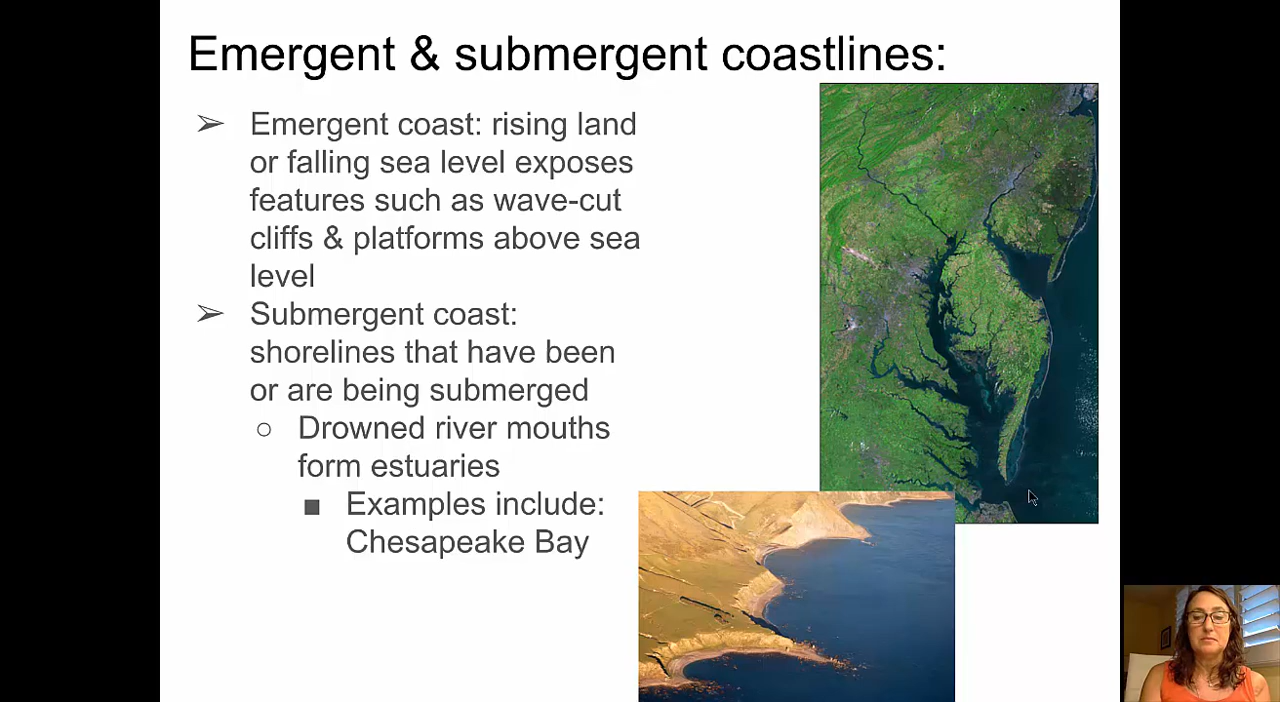 Emergent & submergent coastlines:
➢ Emergent coast: rising land
or falling sea level exposes
features such as wave-cut
cliffs & platforms above sea
level
➢ Submergent coast:
shorelines that have been
or are being submerged
○ Drowned river mouths
form estuaries
■ Examples include:
Chesapeake Bay